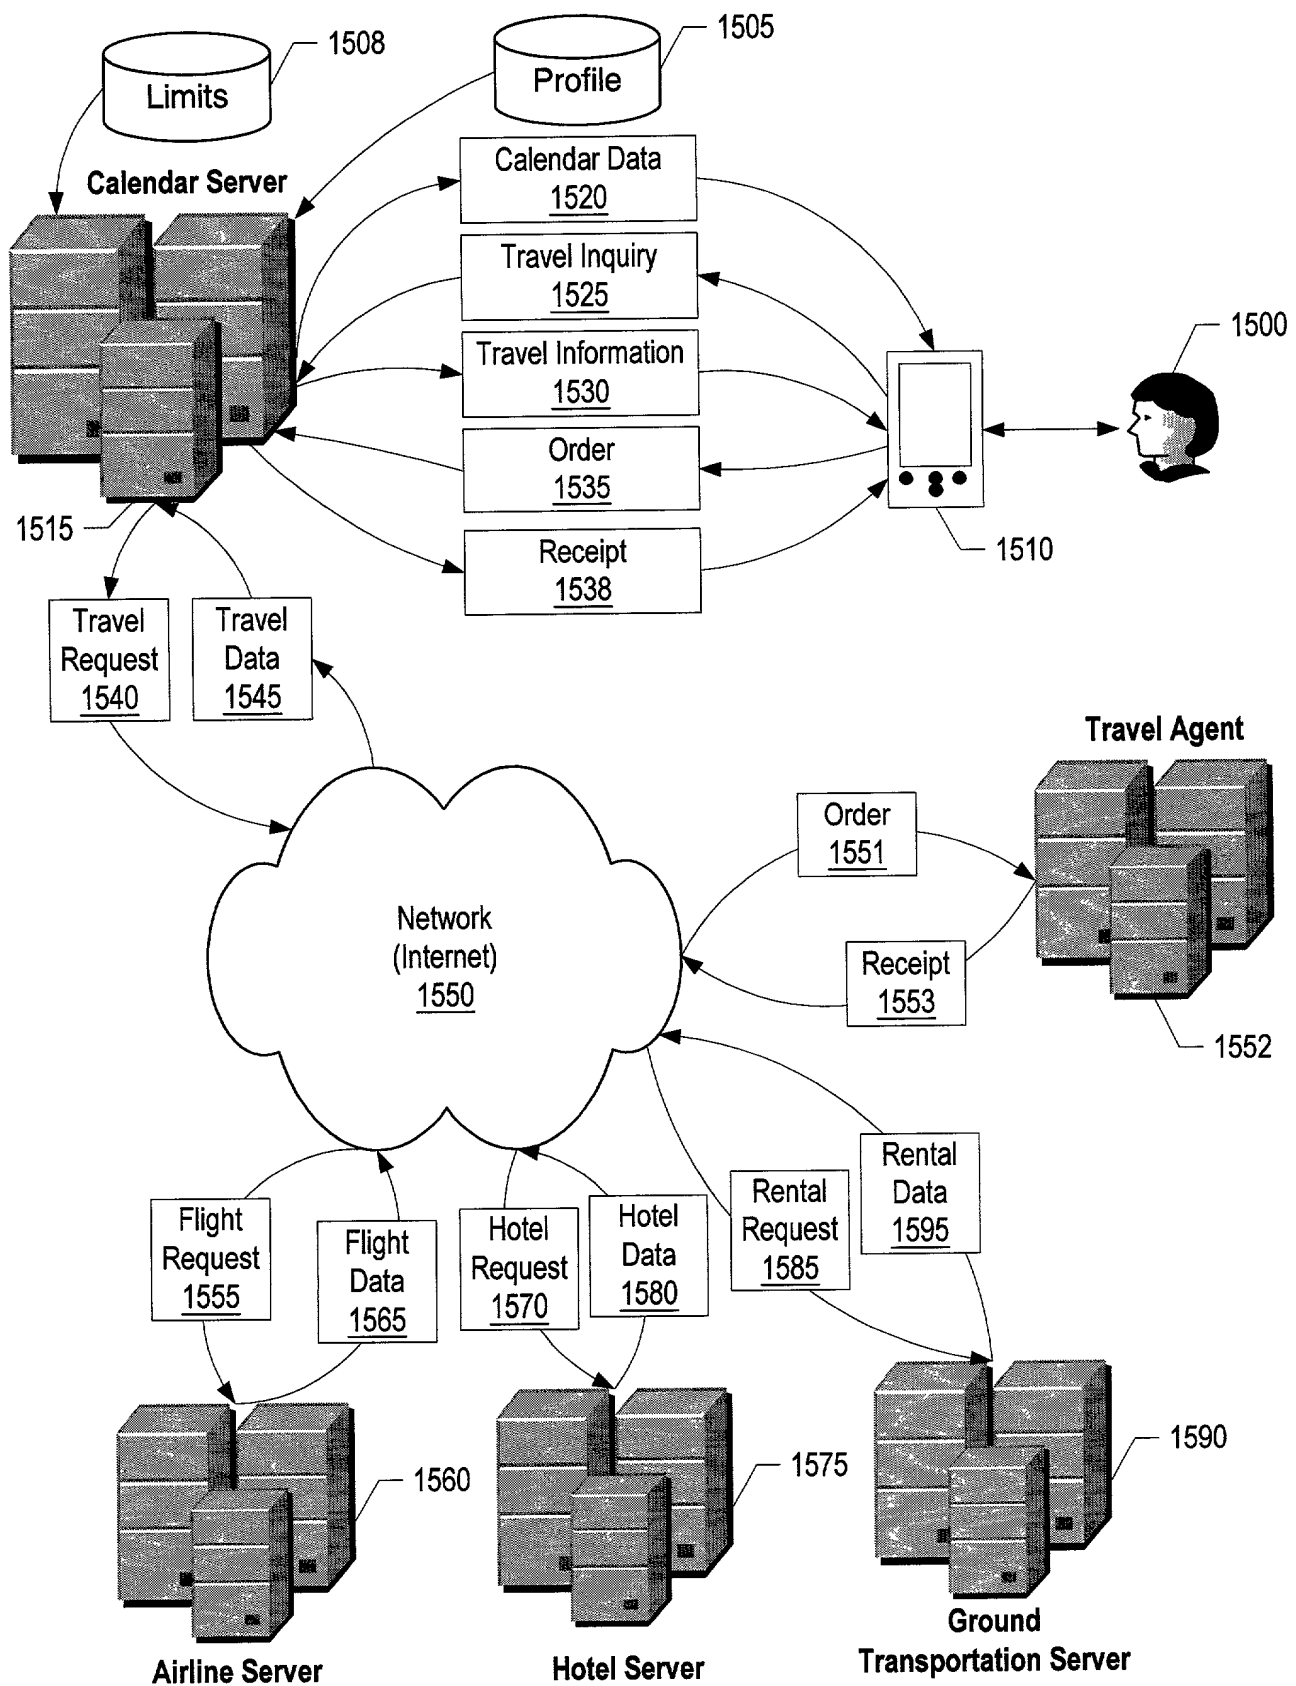 1508
1505
Limits
Profile
Calendar Server
Calendar Data
1520
Travel Inquiry
1525
Travel Information
1530
Order
1535
Receipt
1538
1500
1510
1515
Travel
Request
1540
Travel
Data
1545
Travel Agent
Order
1551
Receipt
1553
1552
Network
(Internet)
1550
Flight
Request
1555
Flight
Data
1565
Hotel
Request
1570
Hotel
Data
1580
Rental
Request
1585
Rental
Data
1595
1560
1575
1590
Airline Server
Hotel Server
Ground
Transportation Server